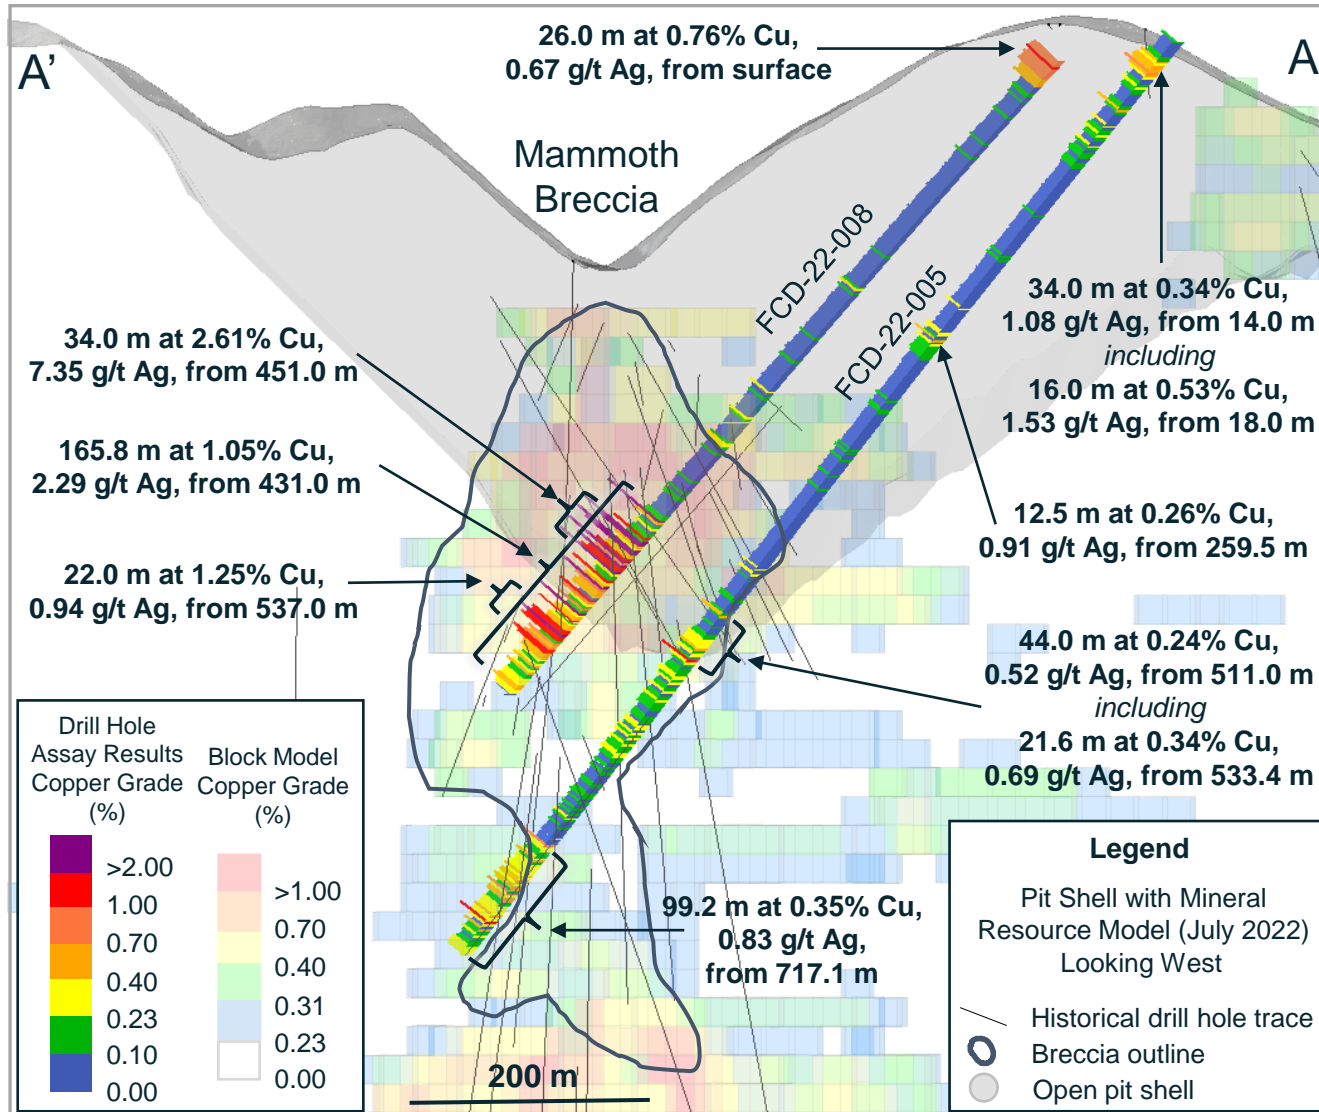 A'
A
26.0 m at 0.76% Cu,
0.67 g/t Ag, from surface
Mammoth
Breccia
FCD-22-008
FCD-22-005
34.0 m at 0.34% Cu,
1.08 g/t Ag, from 14.0 m
including
16.0 m at 0.53% Cu,
1.53 g/t Ag, from 18.0 m
34.0 m at 2.61% Cu,
7.35 g/t Ag, from 451.0 m
165.8 m at 1.05% Cu,
2.29 g/t Ag, from 431.0 m
22.0 m at 1.25% Cu,
0.94 g/t Ag, from 537.0 m
12.5 m at 0.26% Cu,
0.91 g/t Ag, from 259.5 m
44.0 m at 0.24% Cu,
0.52 g/t Ag, from 511.0 m
including
21.6 m at 0.34% Cu,
0.69 g/t Ag, from 533.4 m
99.2 m at 0.35% Cu,
0.83 g/t Ag,
from 717.1 m
Drill Hole
Assay Results
Copper Grade
(%)
>2.00
1.00
0.70
0.40
0.23
0.10
0.00
Block Model
Copper Grade
(%)
>1.00
0.70
0.40
0.31
0.23
0.00
200 m
Legend
Pit Shell with Mineral
Resource Model (July 2022)
Looking West
Historical drill hole trace
Breccia outline
Open pit shell